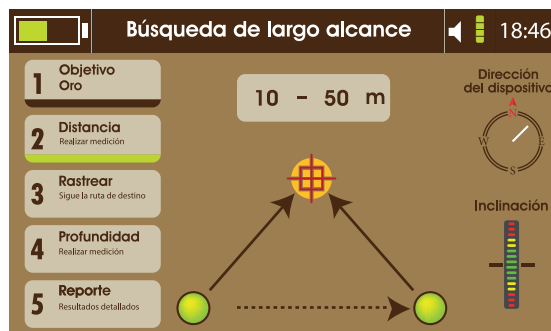 Búsqueda de largo alcance
18:46
1
Objetivo
Oro
2
Distancia
Realizar medición
3
Rastrear
Sigue la ruta de destino
4
Profundidad
Realizar medición
5
Reporte
Resultados detallados
10 - 50 m
Dirección
del dispositivo
N
W
E
S
Inclinación